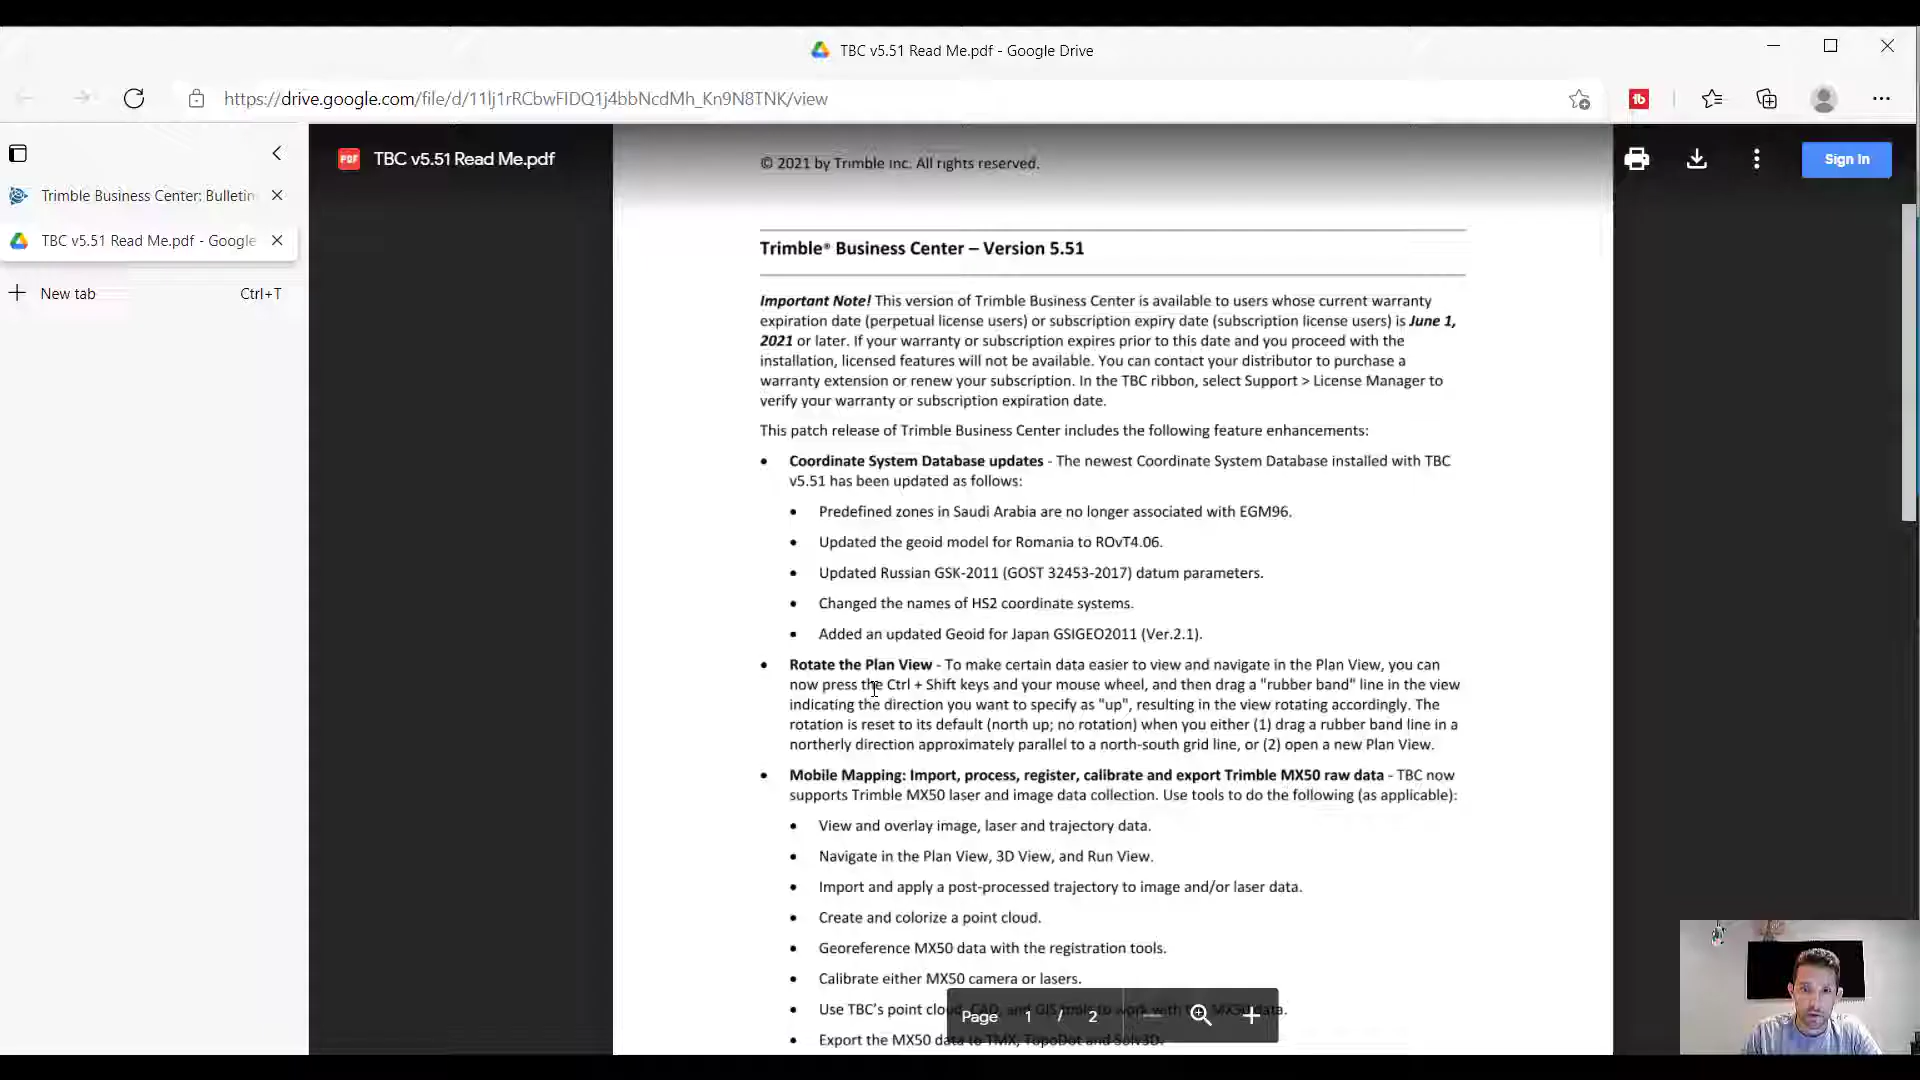 TBC v5.51 Read Me.pdf - Google Drive
https://drive.google.com/file/d/11lj1rRCbwFIDQ1j4bbNcdMh_Kn9N8TNK/view
TBC v5.51 Read Me.pdf
Sign In
Trimble Business Center: Bulletin
TBC v5.51 Read Me.pdf - Google
New tab
Ctrl+T
© 2021 by Trimble Inc. All rights reserved.
Trimble® Business Center – Version 5.51
Important Note! This version of Trimble Business Center is available to users whose current warranty
expiration date (perpetual license users) or subscription expiry date (subscription license users) is June 1,
2021 or later. If your warranty or subscription expires prior to this date and you proceed with the
installation, licensed features will not be available. You can contact your distributor to purchase a
warranty extension or renew your subscription. In the TBC ribbon, select Support > License Manager to
verify your warranty or subscription expiration date.
This patch release of Trimble Business Center includes the following feature enhancements:
• Coordinate System Database updates - The newest Coordinate System Database installed with TBC
v5.51 has been updated as follows:
• Predefined zones in Saudi Arabia are no longer associated with EGM96.
• Updated the geoid model for Romania to ROvT4.06.
• Updated Russian GSK-2011 (GOST 32453-2017) datum parameters.
• Changed the names of HS2 coordinate systems.
• Added an updated Geoid for Japan GSIGEO2011 (Ver.2.1).
• Rotate the Plan View - To make certain data easier to view and navigate in the Plan View, you can
now press the Ctrl + Shift keys and your mouse wheel, and then drag a "rubber band" line in the view
indicating the direction you want to specify as "up", resulting in the view rotating accordingly. The
rotation is reset to its default (north up; no rotation) when you either (1) drag a rubber band line in a
northerly direction approximately parallel to a north-south grid line, or (2) open a new Plan View.
• Mobile Mapping: Import, process, register, calibrate and export Trimble MX50 raw data - TBC now
supports Trimble MX50 laser and image data collection. Use tools to do the following (as applicable):
• View and overlay image, laser and trajectory data.
• Navigate in the Plan View, 3D View, and Run View.
• Import and apply a post-processed trajectory to image and/or laser data.
• Create and colorize a point cloud.
• Georeference MX50 data with the registration tools.
• Calibrate either MX50 camera or lasers.
• Use TBC's point cloud, CAD, and GIS tools to work with the MX50 data.
• Export the MX50 data to TMX, TopoDot and Solv3D.
Page 1 / 2